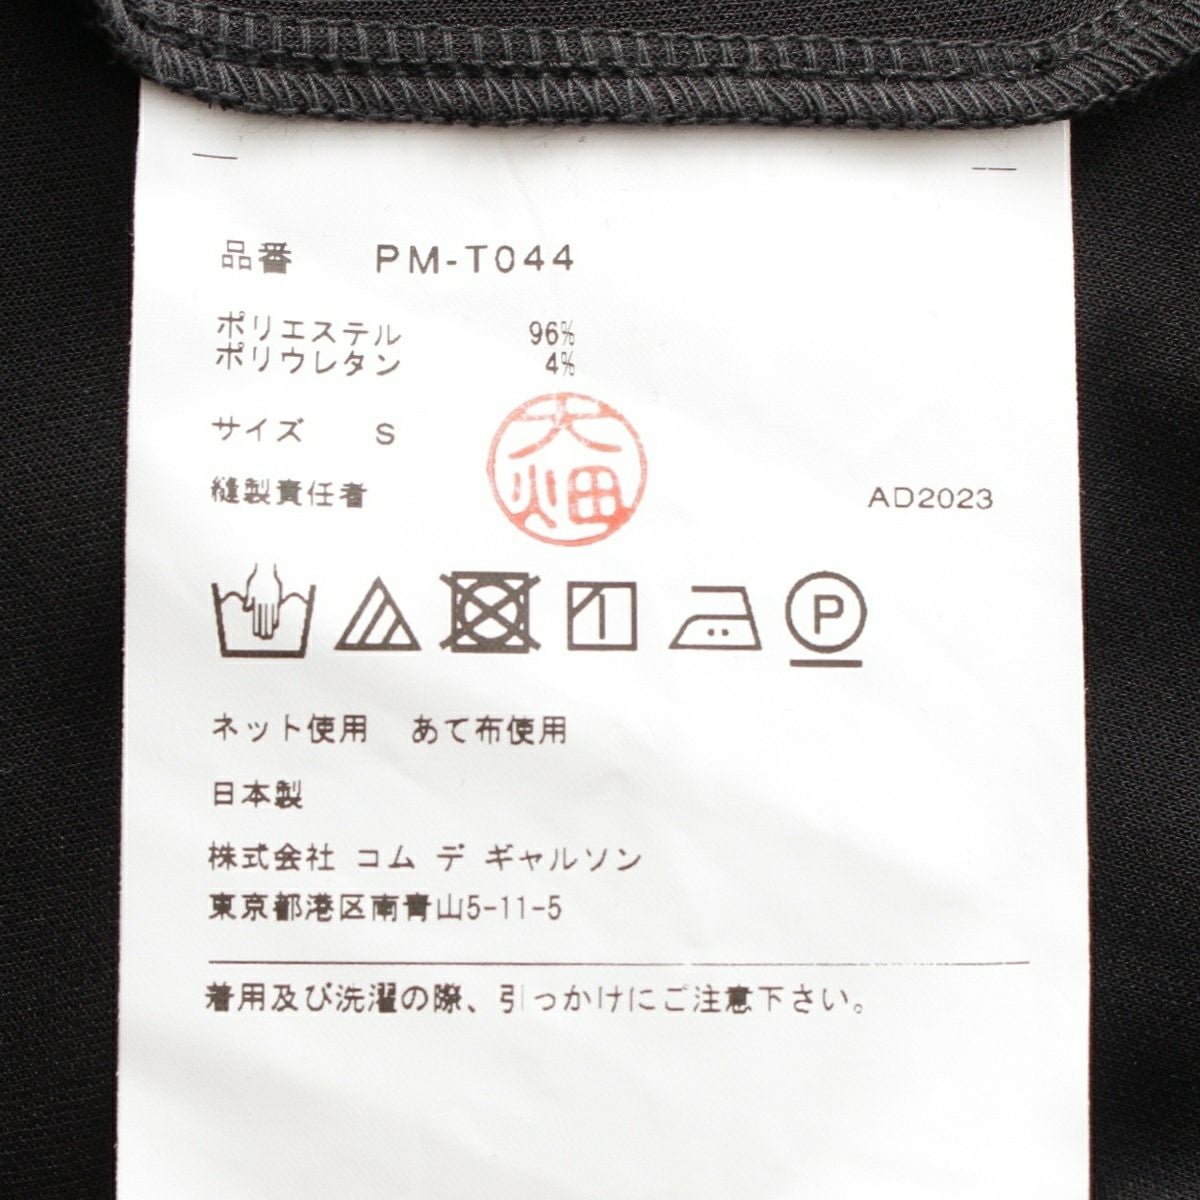 品番 PM-T044
ポリエステル 96%
ポリウレタン 4%
サイズ S
大畑
縫製責任者 AD2023
P
ネット使用 あて布使用
日本製
株式会社 コム デ ギャルソン
東京都港区南青山5-11-5
着用及び洗濯の際、引っかけにご注意下さい。